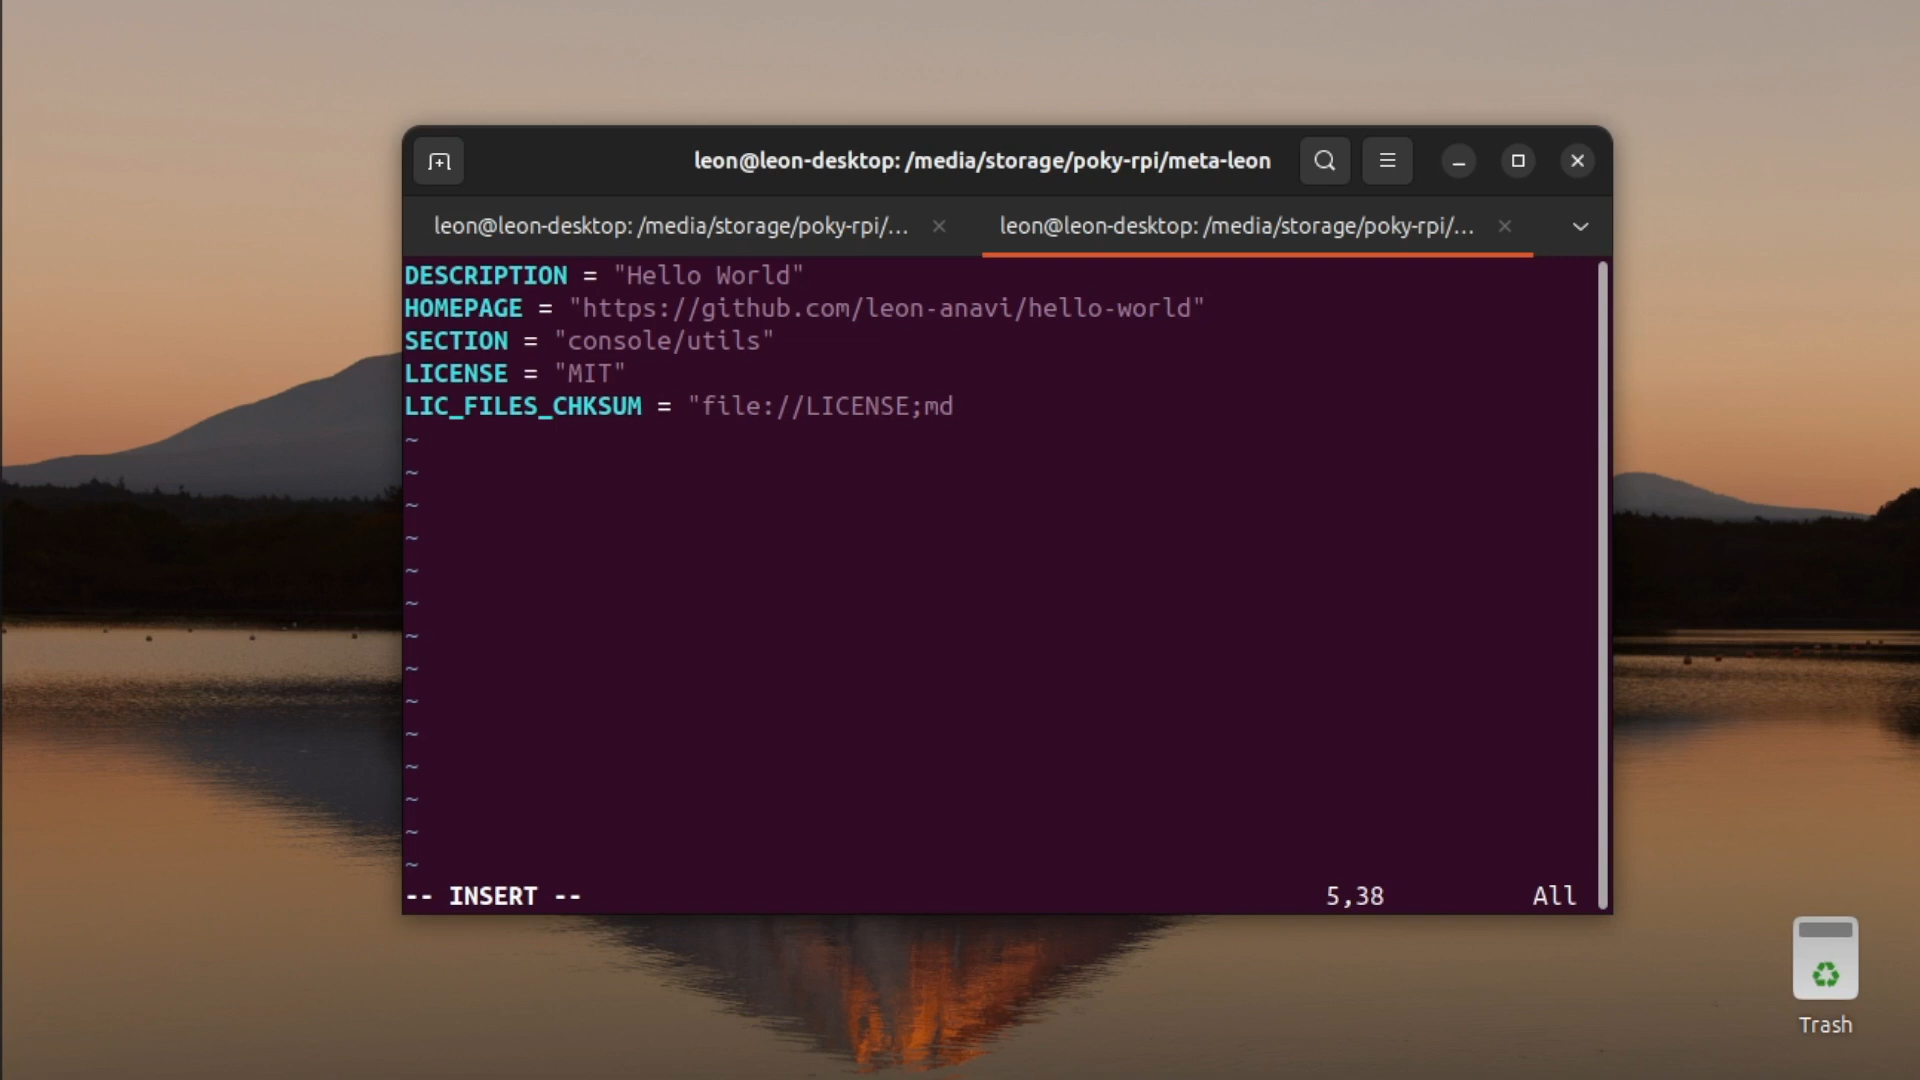 leon@leon-desktop: /media/storage/poky-rpi/meta-leon
leon@leon-desktop: /media/storage/poky-rpi/...
leon@leon-desktop: /media/storage/poky-rpi/...
DESCRIPTION = "Hello World"
HOMEPAGE = "https://github.com/leon-anavi/hello-world"
SECTION = "console/utils"
LICENSE = "MIT"
LIC_FILES_CHKSUM = "file://LICENSE;md
~
~
~
~
~
~
~
~
~
~
~
~
~
~
-- INSERT -- 5,38 All
Trash